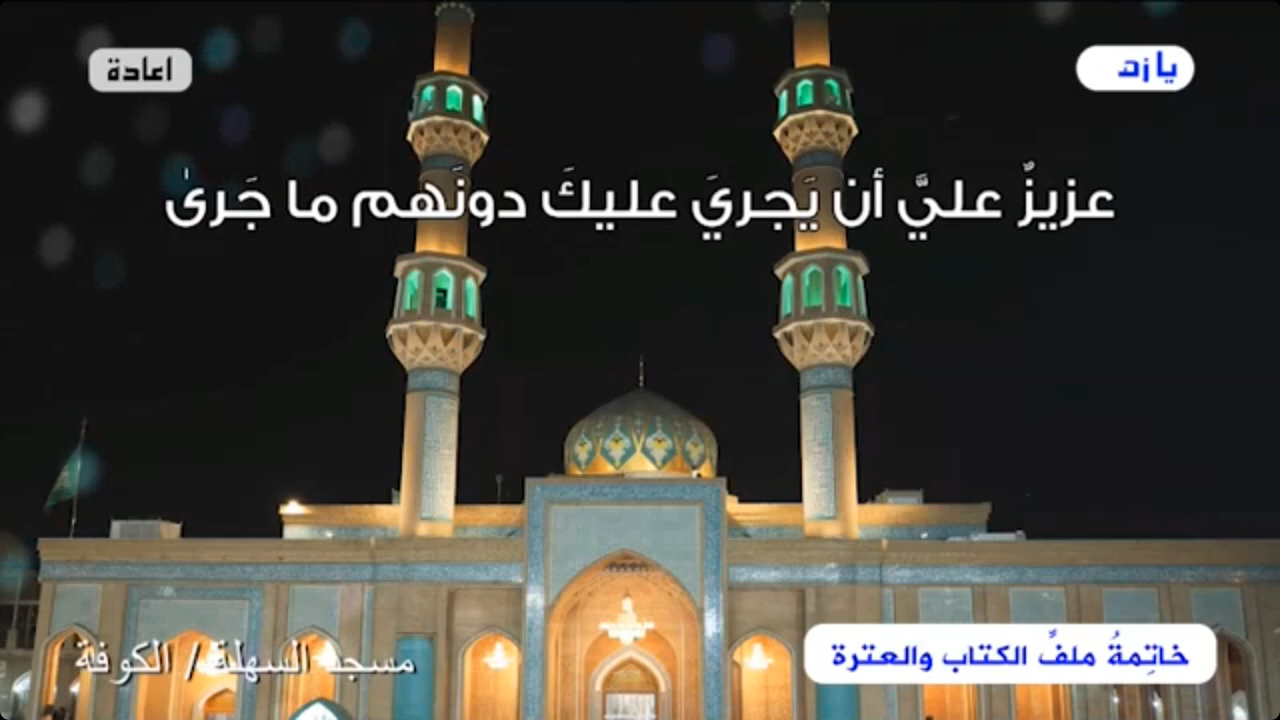 يا زه
اعادة
عزيزٌ عليَّ أن يَجريَ عليكَ دونَهم ما جَرىٰ
خاتِمةُ ملفِّ الكتاب والعترة
مسجد السهلة / الكوفة